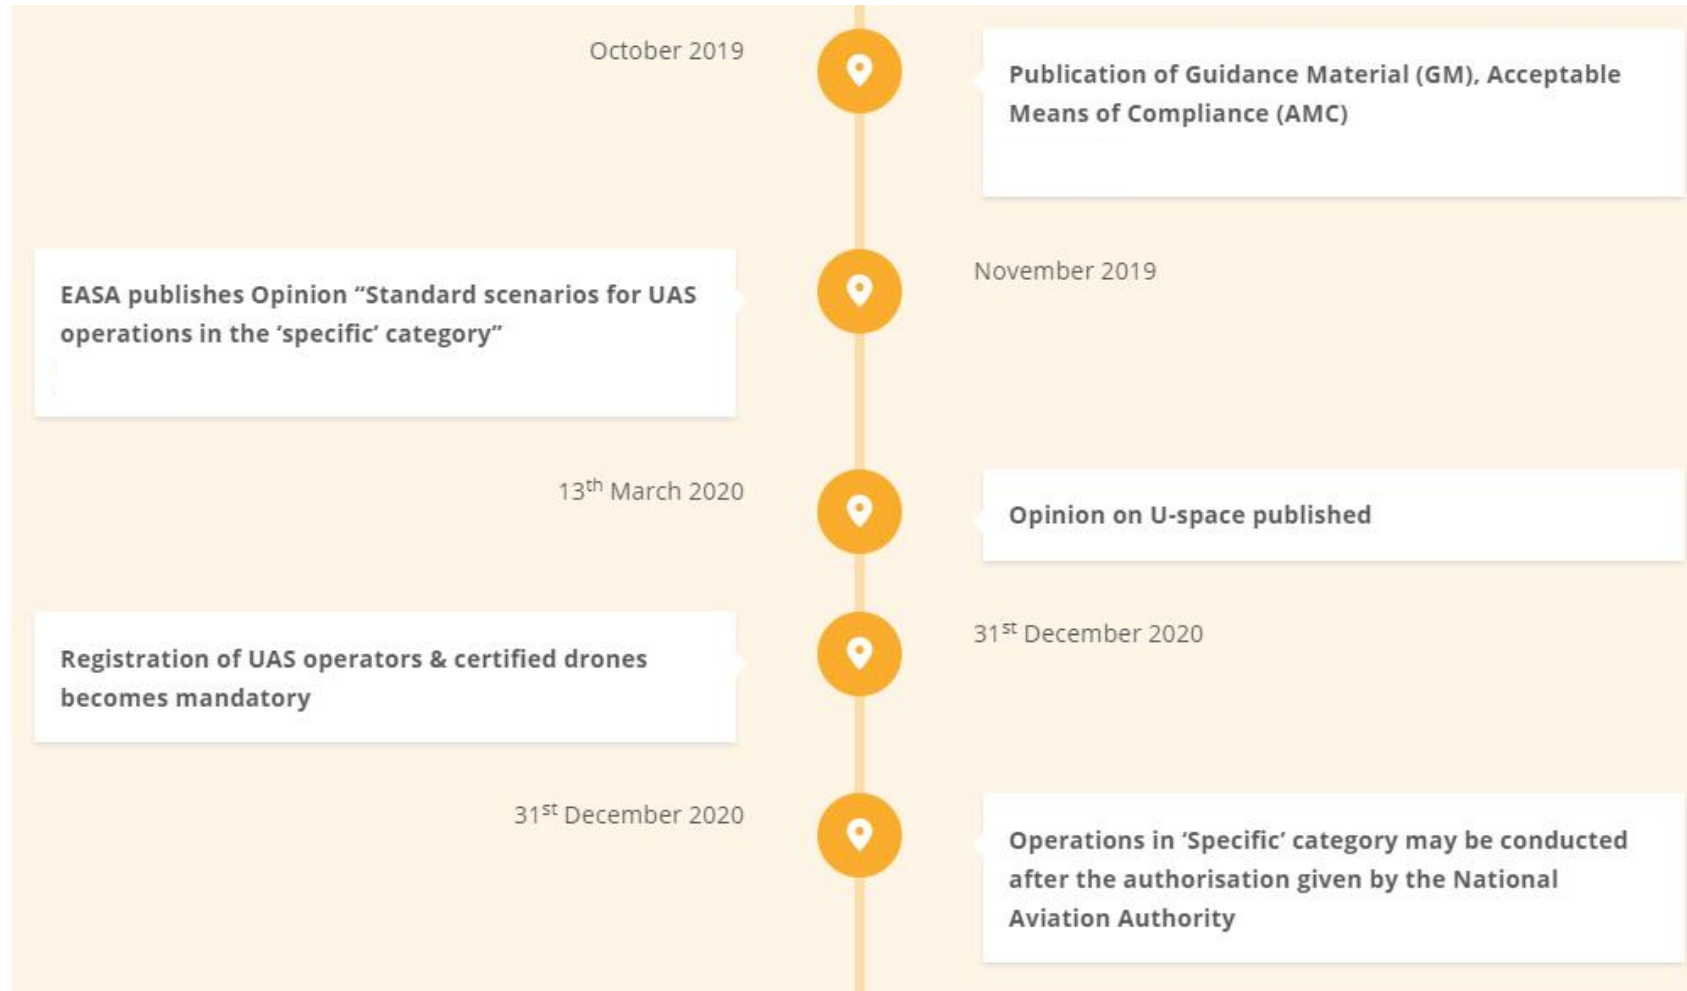 October 2019
Publication of Guidance Material (GM), Acceptable
Means of Compliance (AMC)
EASA publishes Opinion “Standard scenarios for UAS
operations in the ‘specific’ category”
November 2019
13th March 2020
Opinion on U-space published
Registration of UAS operators & certified drones
becomes mandatory
31st December 2020
31st December 2020
Operations in ‘Specific’ category may be conducted
after the authorisation given by the National
Aviation Authority